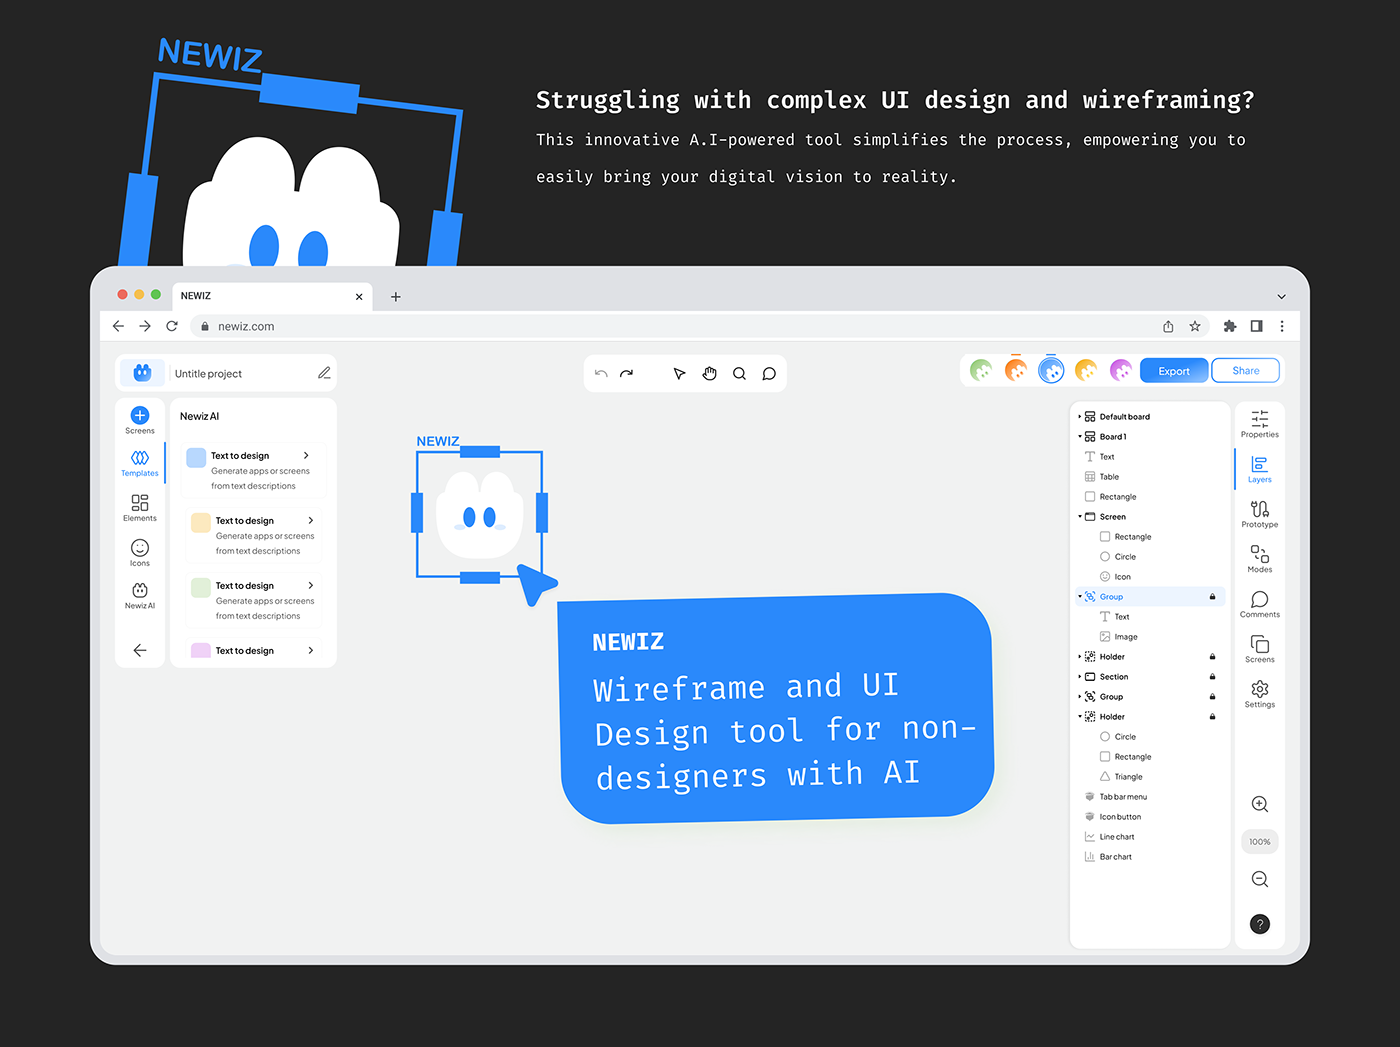 NEWIZ
Struggling with complex UI design and wireframing?
This innovative A.I-powered tool simplifies the process, empowering you to
easily bring your digital vision to reality.
NEWIZ
newiz.com
Untitle project
Export
Share
Screens
Templates
Elements
Icons
Newiz AI
Newiz AI
Text to design
Generate apps or screens
from text descriptions
Text to design
Generate apps or screens
from text descriptions
Text to design
Generate apps or screens
from text descriptions
Text to design
NEWIZ
NEWIZ
Wireframe and UI
Design tool for non-
designers with AI
Default board
Board 1
Text
Table
Rectangle
Screen
Rectangle
Circle
Icon
Group
Text
Image
Holder
Section
Group
Holder
Circle
Rectangle
Triangle
Tab bar menu
Icon button
Line chart
Bar chart
Properties
Layers
Prototype
Modes
Comments
Screens
Settings
100%
?